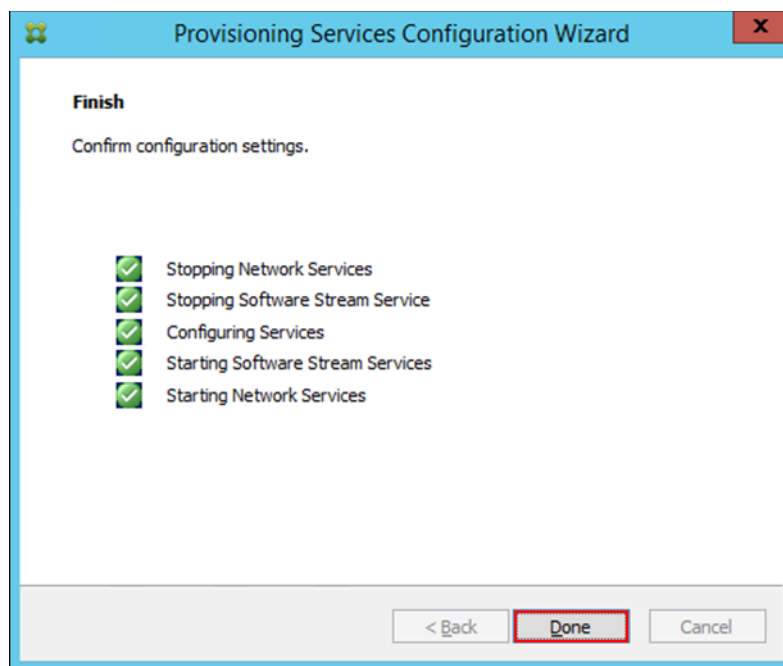 Provisioning Services Configuration Wizard
x
Finish
Confirm configuration settings.
Stopping Network Services
Stopping Software Stream Service
Configuring Services
Starting Software Stream Services
Starting Network Services
< Back Done Cancel